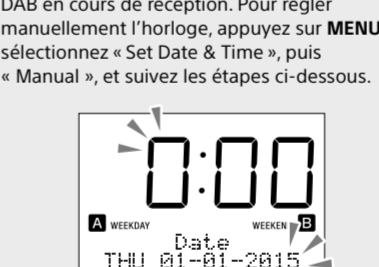 DAB en cours de réception. Pour régler
manuellement l'horloge, appuyez sur MENU
sélectionnez « Set Date & Time », puis
« Manual », et suivez les étapes ci-dessous.
0:00
A WEEKDAY WEEKEN B
Date
THU 01-01-2015